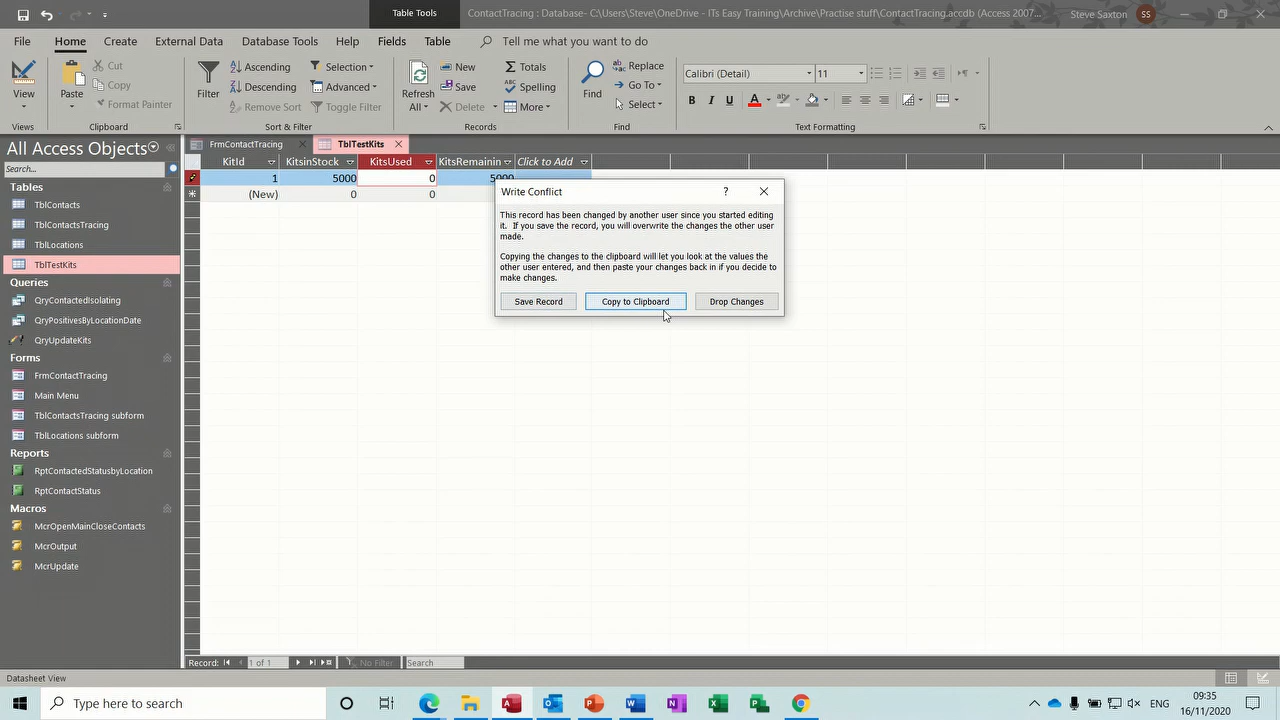 Table Tools
ContactTracing : Database- C:\Users\Steve\OneDrive - ITs Easy Training\Archive\Practise stuff\ContactTracing.accdb (Access 2007...
Steve Saxton
SS
File
Home
Create
External Data
Database Tools
Help
Fields
Table
Tell me what you want to do
View
Views
Paste
Cut
Copy
Format Painter
Clipboard
Filter
Ascending
Descending
Remove Sort
Selection
Advanced
Toggle Filter
Sort & Filter
Refresh
All
New
Save
Delete
Totals
Spelling
More
Records
Find
Replace
Go To
Select
Find
Calibri (Detail)
11
B I U
A
Text Formatting
All Access Objects
Search...
Tables
TblContacts
TblContactsTracing
TblLocations
TblTestKits
Queries
QryContactedIsolating
QryPositivesByLocationDate
QryUpdateKits
Forms
FrmContactTracing
Main Menu
TblContactsTracing subform
TblLocations subform
Reports
RptContactedStatusbyLocation
RptContactStatus
Macros
McrOpenMainCloseContacts
McrOutput
McrUpdate
FrmContactTracing
TblTestKits
KitId KitsinStock KitsUsed KitsRemainin Click to Add
1 5000 0 5000
(New) 0 0
Write Conflict
?
This record has been changed by another user since you started editing
it. If you save the record, you will overwrite the changes the other user
made.
Copying the changes to the clipboard will let you look at the values the
other user entered, and then paste your changes back in if you decide to
make changes.
Save Record
Copy to Clipboard
Drop Changes
Record:
1 of 1
No Filter
Search
Datasheet View
Type here to search
ENG
09:35
16/11/2020